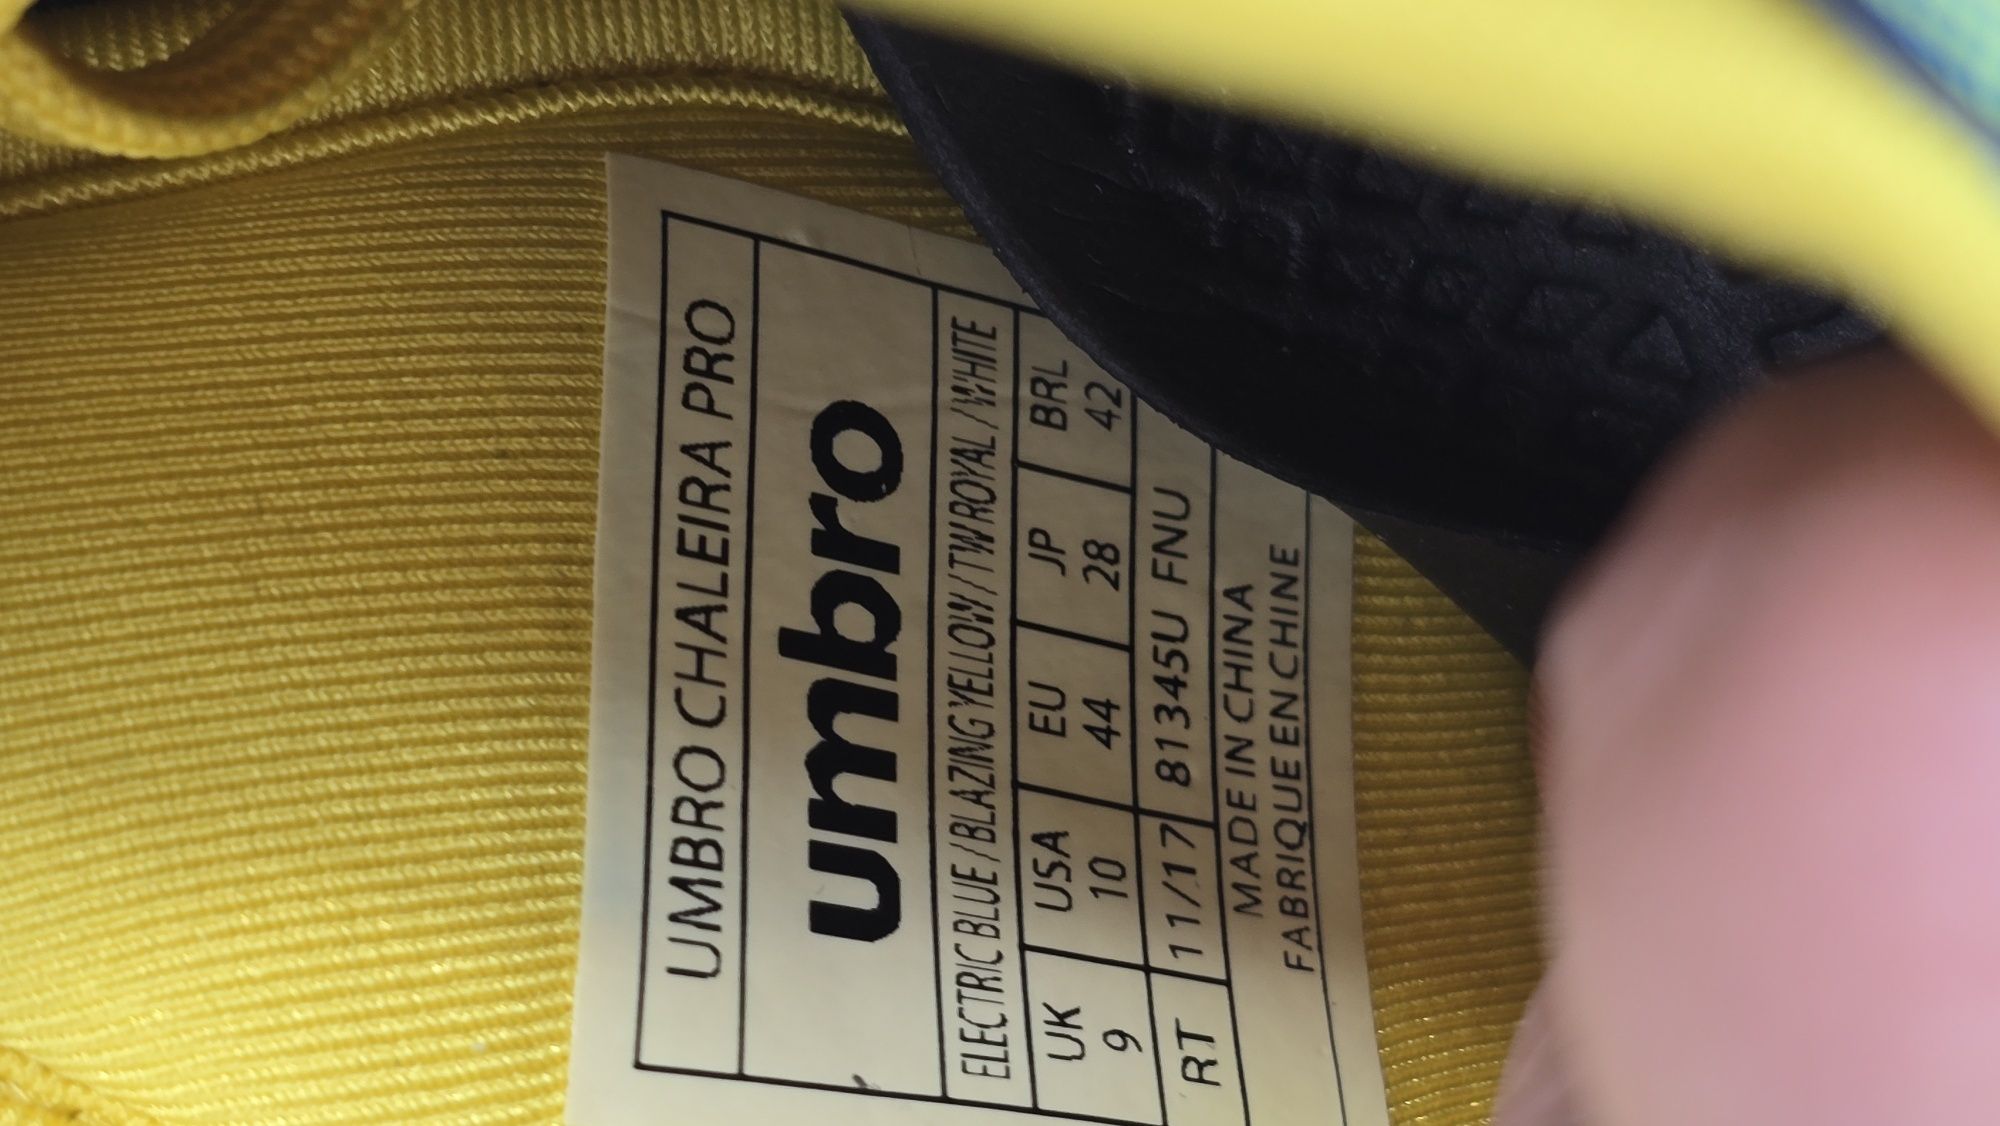 UMBRO CHALEIRA PRO
umbro
ELECTRIC BLUE / BLAZING YELLOW / TW ROYAL / WHITE
UK USA EU JP BRL
9 10 44 28 42
RT 11/17 81345U FNU
MADE IN CHINA
FABRIQUE EN CHINE